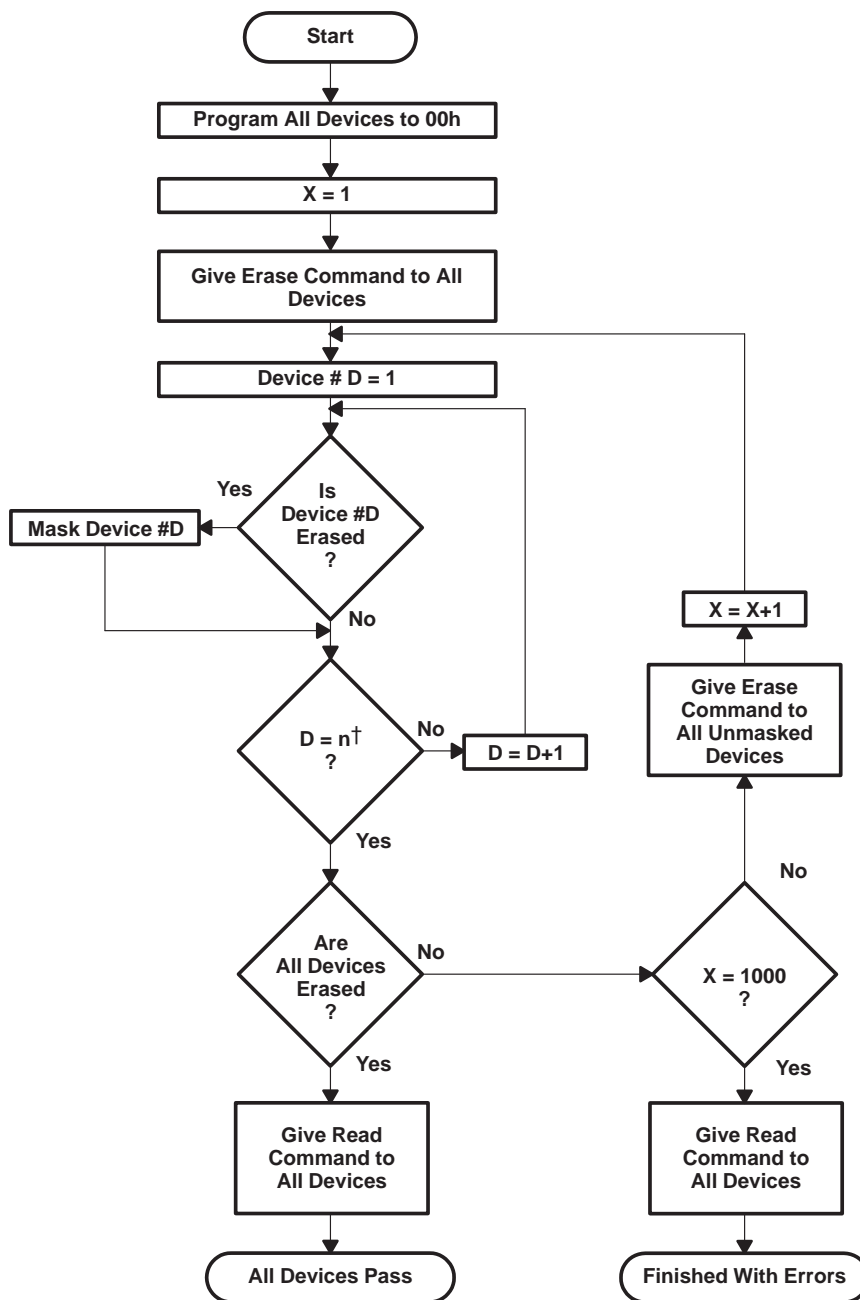 Start
Program All Devices to 00h
X = 1
Give Erase Command to All
Devices
Device # D = 1
Yes
Is
Device #D
Erased
?
Mask Device #D
No
X = X+1
Give Erase
Command to
All Unmasked
Devices
D = n†
?
No
D = D+1
Yes
No
Are
All Devices
Erased
?
No
X = 1000
?
Yes
Yes
Give Read
Command to
All Devices
Give Read
Command to
All Devices
All Devices Pass
Finished With Errors